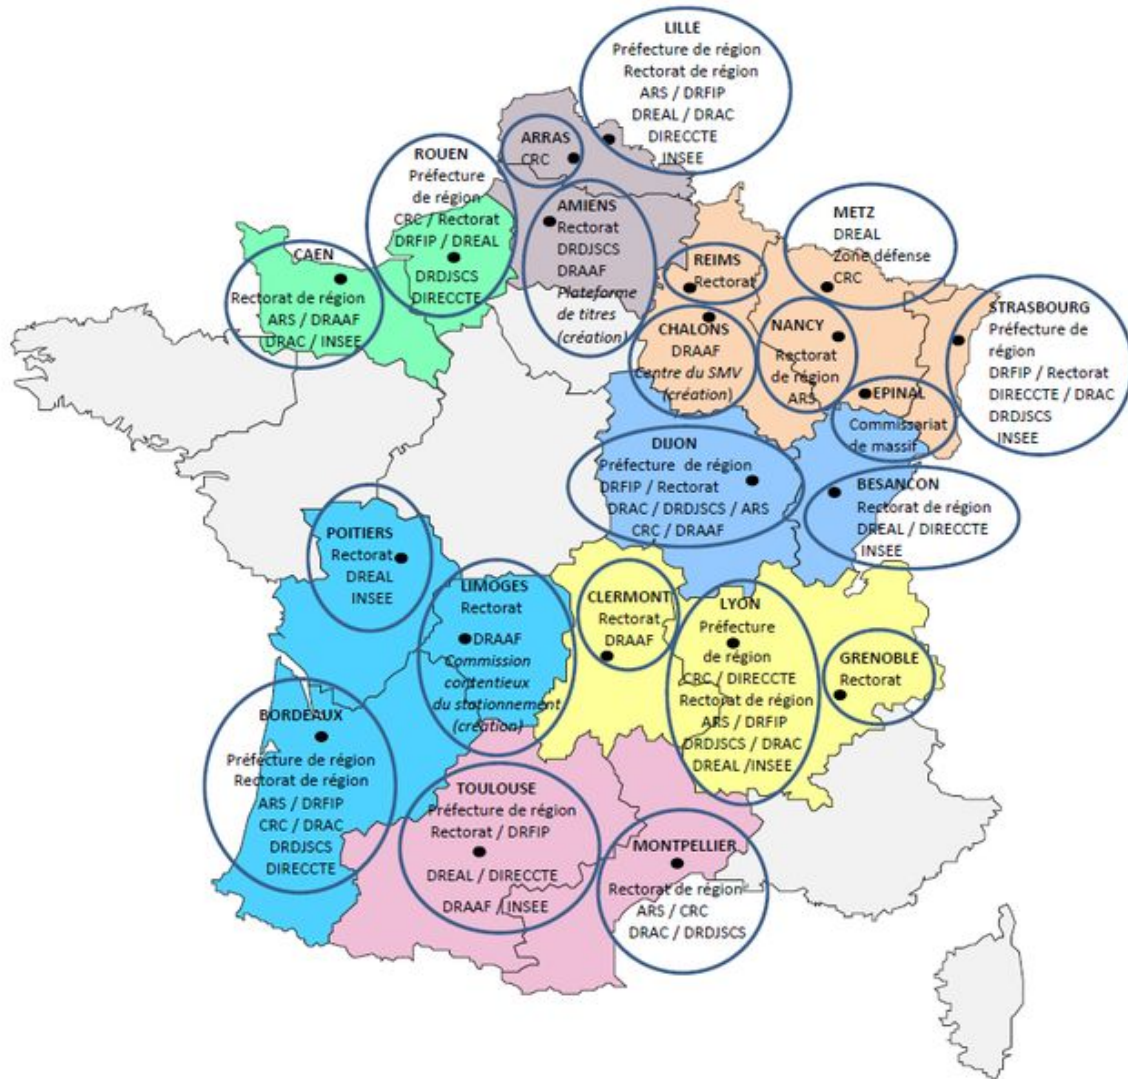 LILLE
Préfecture de région
Rectorat de région
ARS / DRFIP
DREAL / DRAC
DIRECCTE
INSEE
ARRAS
CRC
ROUEN
Préfecture
de région
CRC / Rectorat
DRFIP / DREAL
DRDJSCS
DIRECCTE
AMIENS
Rectorat
DRDJSCS
DRAAF
Plateforme
de titres
(création)
CAEN
Rectorat de région
ARS / DRAAF
DRAC / INSEE
METZ
DREAL
Zone défense
CRC
REIMS
Rectorat
CHALONS
DRAAF
Centre du SMV
(création)
NANCY
Rectorat
de région
ARS
STRASBOURG
Préfecture de
région
DRFIP / Rectorat
DIRECCTE / DRAC
DRDJSCS
INSEE
EPINAL
Commissariat
de massif
DIJON
Préfecture de région
DRFIP / Rectorat
DRAC / DRDJSCS / ARS
CRC / DRAAF
BESANCON
Rectorat de région
DREAL / DIRECCTE
INSEE
POITIERS
Rectorat
DREAL
INSEE
LIMOGES
Rectorat
DRAAF
Commission
contentieux
du stationnement
(création)
CLERMONT
Rectorat
DRAAF
LYON
Préfecture
de région
CRC / DIRECCTE
Rectorat de région
ARS / DRFIP
DRDJSCS / DRAC
DREAL /INSEE
GRENOBLE
Rectorat
BORDEAUX
Préfecture de région
Rectorat de région
ARS / DRFIP
CRC / DRAC
DRDJSCS
DIRECCTE
TOULOUSE
Préfecture de région
Rectorat / DRFIP
DREAL / DIRECCTE
DRAAF / INSEE
MONTPELLIER
Rectorat de région
ARS / CRC
DRAC / DRDJSCS